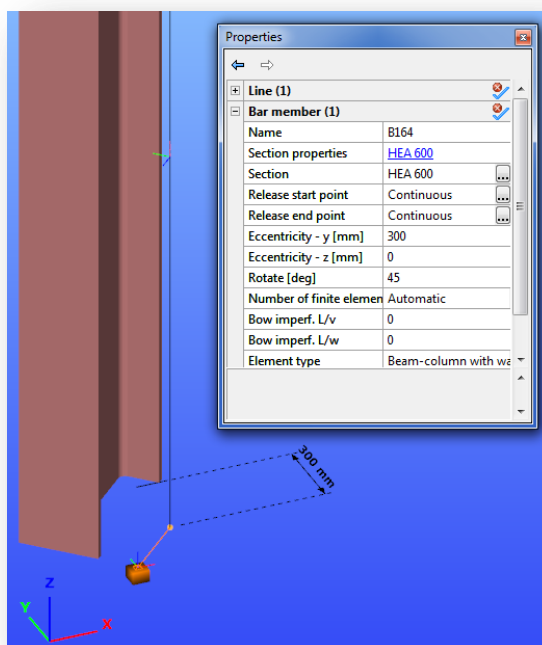 Properties
Line (1)
Bar member (1)
Name B164
Section properties HEA 600
Section HEA 600 ...
Release start point Continuous ...
Release end point Continuous ...
Eccentricity - y [mm] 300
Eccentricity - z [mm] 0
Rotate [deg] 45
Number of finite elemen Automatic
Bow imperf. L/v 0
Bow imperf. L/w 0
Element type Beam-column with wa
300 mm
Z
Y
X